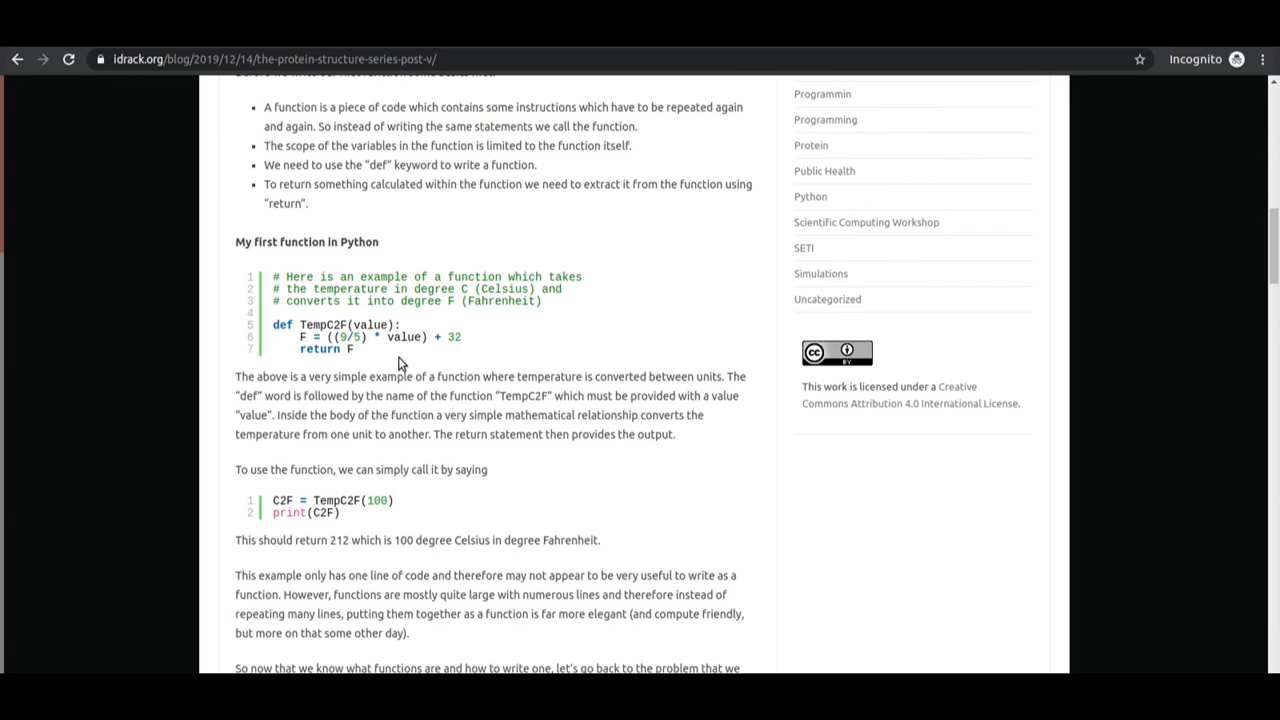 idrack.org/blog/2019/12/14/the-protein-structure-series-post-v/
Incognito
A function is a piece of code which contains some instructions which have to be repeated again
and again. So instead of writing the same statements we call the function.
The scope of the variables in the function is limited to the function itself.
We need to use the “def” keyword to write a function.
To return something calculated within the function we need to extract it from the function using
“return”.
My first function in Python
1 # Here is an example of a function which takes
2 # the temperature in degree C (Celsius) and
3 # converts it into degree F (Fahrenheit)
4
5 def TempC2F(value):
6 F = ((9/5) * value) + 32
7 return F
The above is a very simple example of a function where temperature is converted between units. The
“def” word is followed by the name of the function “TempC2F” which must be provided with a value
“value”. Inside the body of the function a very simple mathematical relationship converts the
temperature from one unit to another. The return statement then provides the output.
To use the function, we can simply call it by saying
1 C2F = TempC2F(100)
2 print(C2F)
This should return 212 which is 100 degree Celsius in degree Fahrenheit.
This example only has one line of code and therefore may not appear to be very useful to write as a
function. However, functions are mostly quite large with numerous lines and therefore instead of
repeating many lines, putting them together as a function is far more elegant (and compute friendly,
but more on that some other day).
So now that we know what functions are and how to write one, let’s go back to the problem that we
Programmin
Programming
Protein
Public Health
Python
Scientific Computing Workshop
SETI
Simulations
Uncategorized
cc
BY
This work is licensed under a Creative
Commons Attribution 4.0 International License.